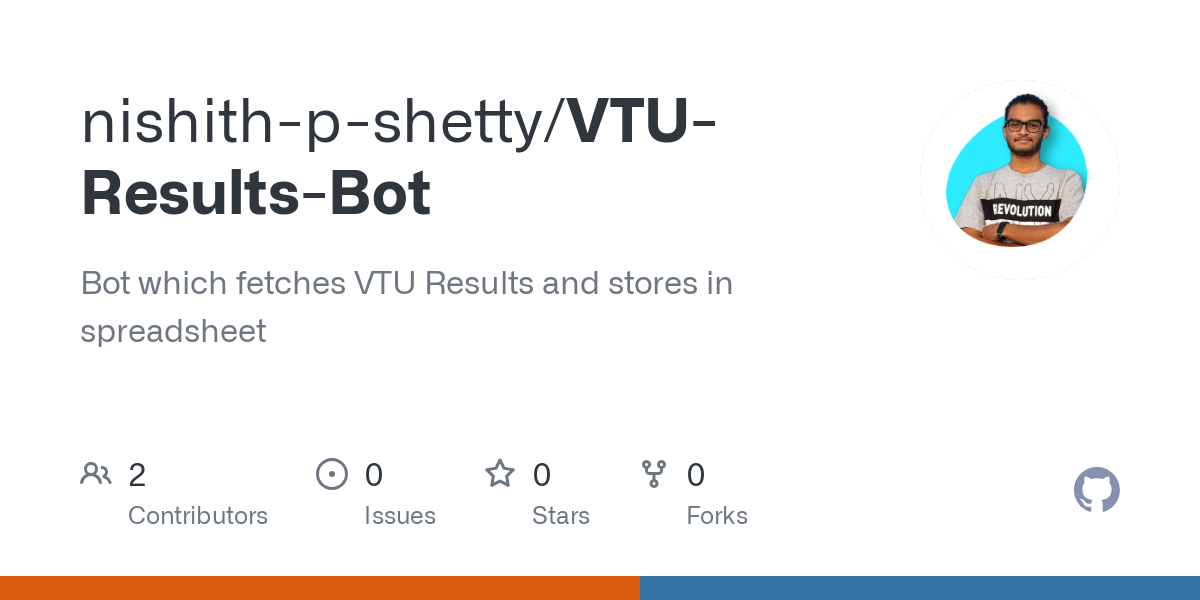 nishith-p-shetty/VTU-
Results-Bot
Bot which fetches VTU Results and stores in
spreadsheet
REVOLUTION
2
Contributors
0
Issues
0
Stars
0
Forks